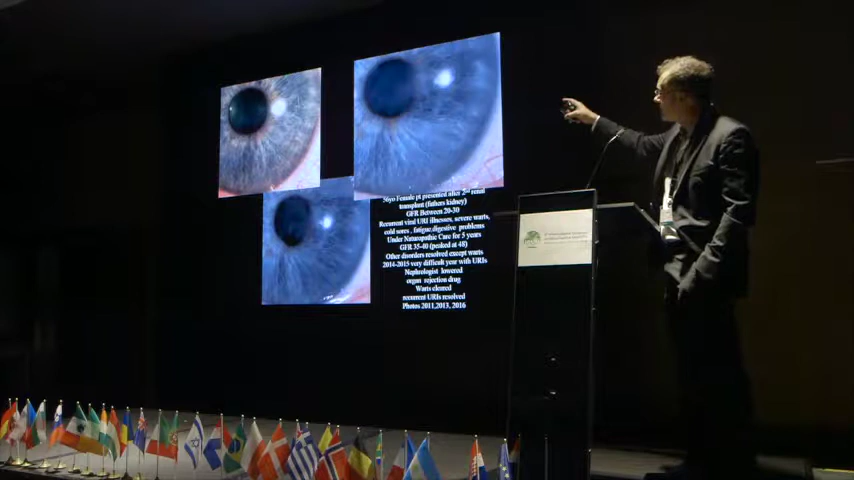 56yo Female pt presented after 2nd renal
transplant (fathers kidney)
GFR Between 20-30
Recurrent viral URI illnesses, severe warts,
cold sores , fatigue,digestive problems
Under Naturopathic Care for 5 years
GFR 35-40 (peaked at 48)
Other disorders resolved except warts
2014-2015 very difficult year with URIs
Nephrologist lowered
organ rejection drug
Warts cleared
recurrent URIs resolved
Photos 2011,2013, 2016